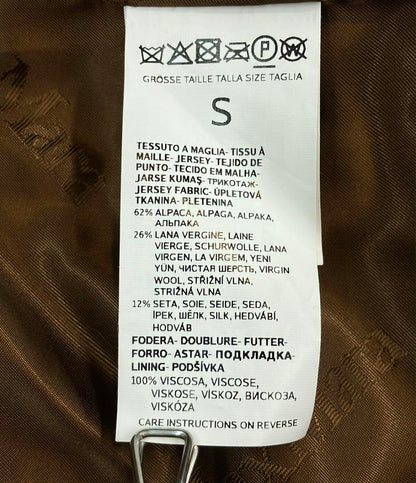 P W
GRÖSSE TAILLE TALLA SIZE TAGLIA
S
TESSUTO A MAGLIA- TISSU À
MAILLE- JERSEY- TEJIDO DE
PUNTO- TECIDO EM MALHA-
JARSE KUMAŞ- ТРИКОТАЖ-
JERSEY FABRIC- ÚPLETOVÁ
TKANINA- PLETENINA
62% ALPACA, ALPAGA, ALPAKA,
АЛЬПАКА
26% LANA VERGINE, LAINE
VIERGE, SCHURWOLLE, LANA
VIRGEN, LA VIRGEM, YENI
YÜN, ЧИСТАЯ ШЕРСТЬ, VIRGIN
WOOL, STŘIŽNÍ VLNA,
STRIŽNÁ VLNA
12% SETA, SOIE, SEIDE, SEDA,
İPEK, ШЁЛК, SILK, HEDVÁBÍ,
HODVÁB
FODERA- DOUBLURE- FUTTER-
FORRO- ASTAR- ПОДКЛАДКА-
LINING- PODŠÍVKA
100% VISCOSA, VISCOSE,
VISKOSE, VİSKOZ, ВИСКОЗА,
VISKÓZA
CARE INSTRUCTIONS ON REVERSE